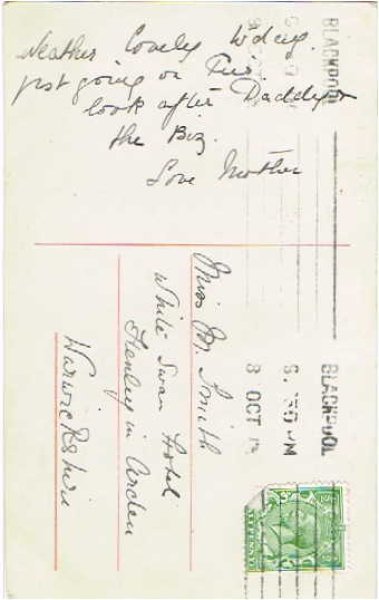 Weather lovely today.
just going on Pier.
look after Daddy &
the Biz.
Love Mother
Miss M. Smith
White Swan Hotel
Henley in Arden
Warwickshire
BLACKPOOL
BLACKPOOL
8 OCT